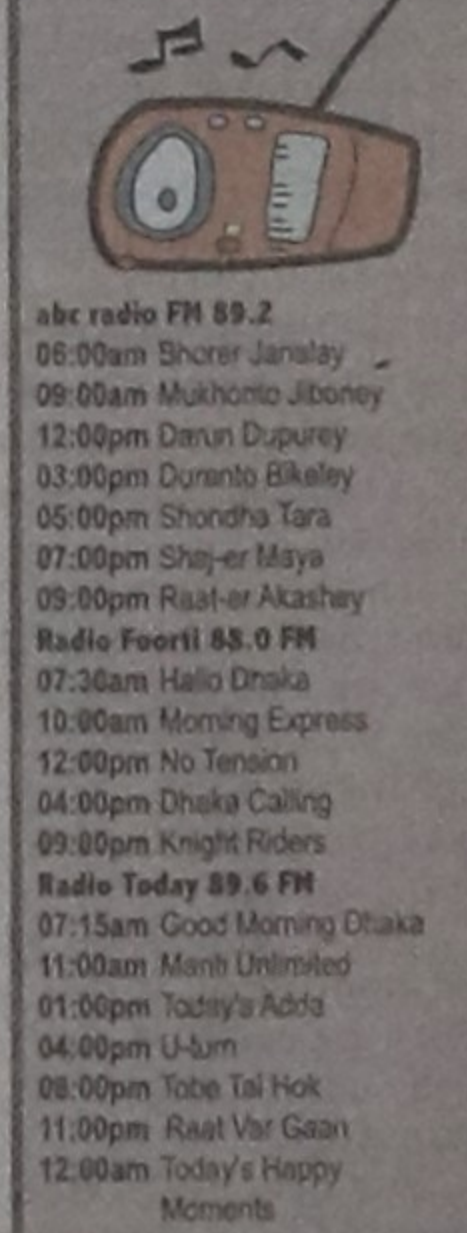 abc radio FM 89.2
06:00am Bhorer Janalay
09:00am Mukhorito Jiboney
12:00pm Darun Dupurey
03:00pm Duranto Bikeley
05:00pm Shondha Tara
07:00pm Shaj-er Maya
09:00pm Raat-er Akashey
Radio Foorti 88.0 FM
07:30am Hallo Dhaka
10:00am Morning Express
12:00pm No Tension
04:00pm Dhaka Calling
09:00pm Knight Riders
Radio Today 89.6 FM
07:15am Good Morning Dhaka
11:00am Unlimited
01:00pm Today's Adda
04:00pm U-turn
08:00pm Tobe Tai Hok
11:00pm Raat Var Gaan
12:00am Today's Happy
Moments